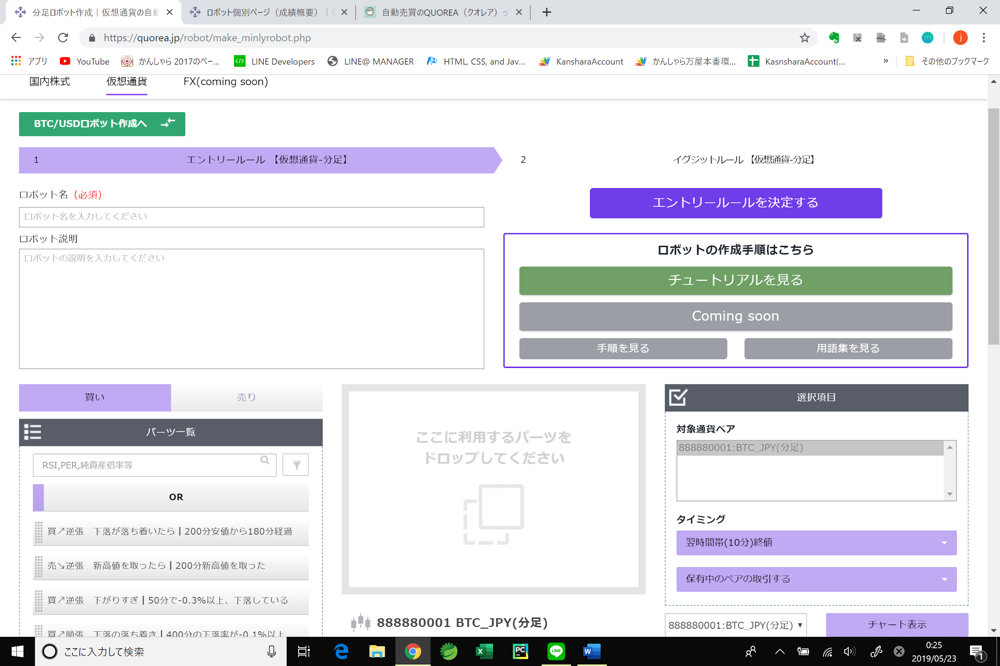 分足ロボット作成｜仮想通貨の自動
ロボット個別ページ（成績概要）｜
自動売買のQUOREA（クオレア）っ
https://quorea.jp/robot/make_minlyrobot.php
j
m
アプリ
YouTube
かんしゃら 2017のペー...
LINE Developers
LINE@ MANAGER
HTML, CSS, and Jav...
KansharaAccount
かんしゃら万屋本番環...
KasnsharaAccount(...
»
その他のブックマーク
国内株式
仮想通貨
FX(coming soon)
BTC/USDロボット作成へ
1 エントリールール 【仮想通貨-分足】
2 イグジットルール 【仮想通貨-分足】
ロボット名（必須）
ロボット名を入力してください
ロボット説明
ロボットの説明を入力してください
エントリールールを決定する
ロボットの作成手順はこちら
チュートリアルを見る
Coming soon
手順を見る
用語集を見る
買い
売り
パーツ一覧
RSI,PER,純資産倍率等
OR
買↗逆張　下落が落ち着いたら┃200分安値から180分経過
売↘逆張　新高値を取ったら┃200分新高値を取った
買↗逆張　下がりすぎ┃50分で-0.3%以上、下落している
買↗順張　下落の落ち着き┃400分の下落率が-0.1%以上
ここに利用するパーツを
ドロップしてください
888880001 BTC_JPY(分足)
選択項目
対象通貨ペア
888880001:BTC_JPY(分足)
タイミング
翌時間帯(10分)終値
保有中のペアの取引する
888880001:BTC_JPY(分足)
チャート表示
ここに入力して検索
PC
LINE
0:25
2019/05/23
1